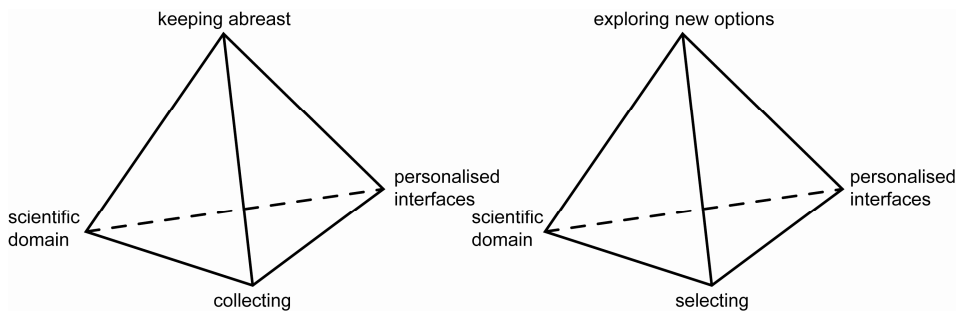 keeping abreast
personalised
interfaces
scientific
domain
collecting
exploring new options
personalised
interfaces
scientific
domain
selecting